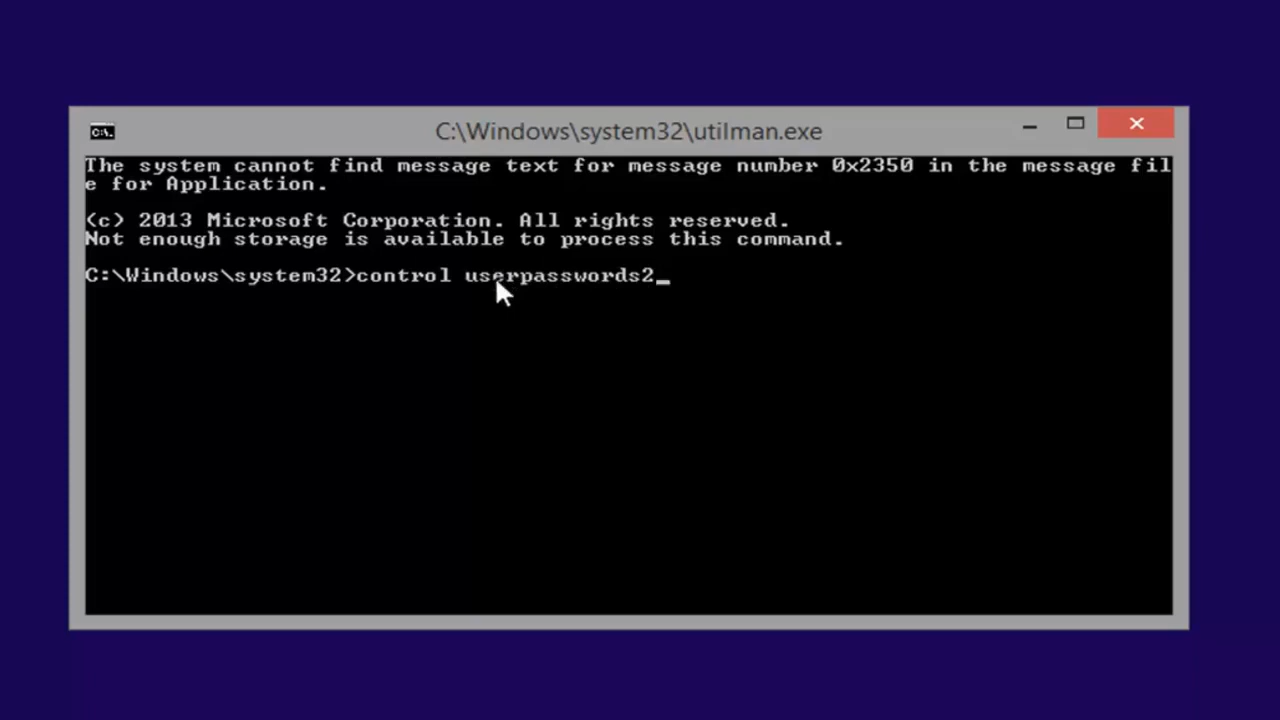 C:\.
C:\Windows\system32\utilman.exe
The system cannot find message text for message number 0x2350 in the message fil
e for Application.
(c) 2013 Microsoft Corporation. All rights reserved.
Not enough storage is available to process this command.
C:\Windows\system32>control userpasswords2_